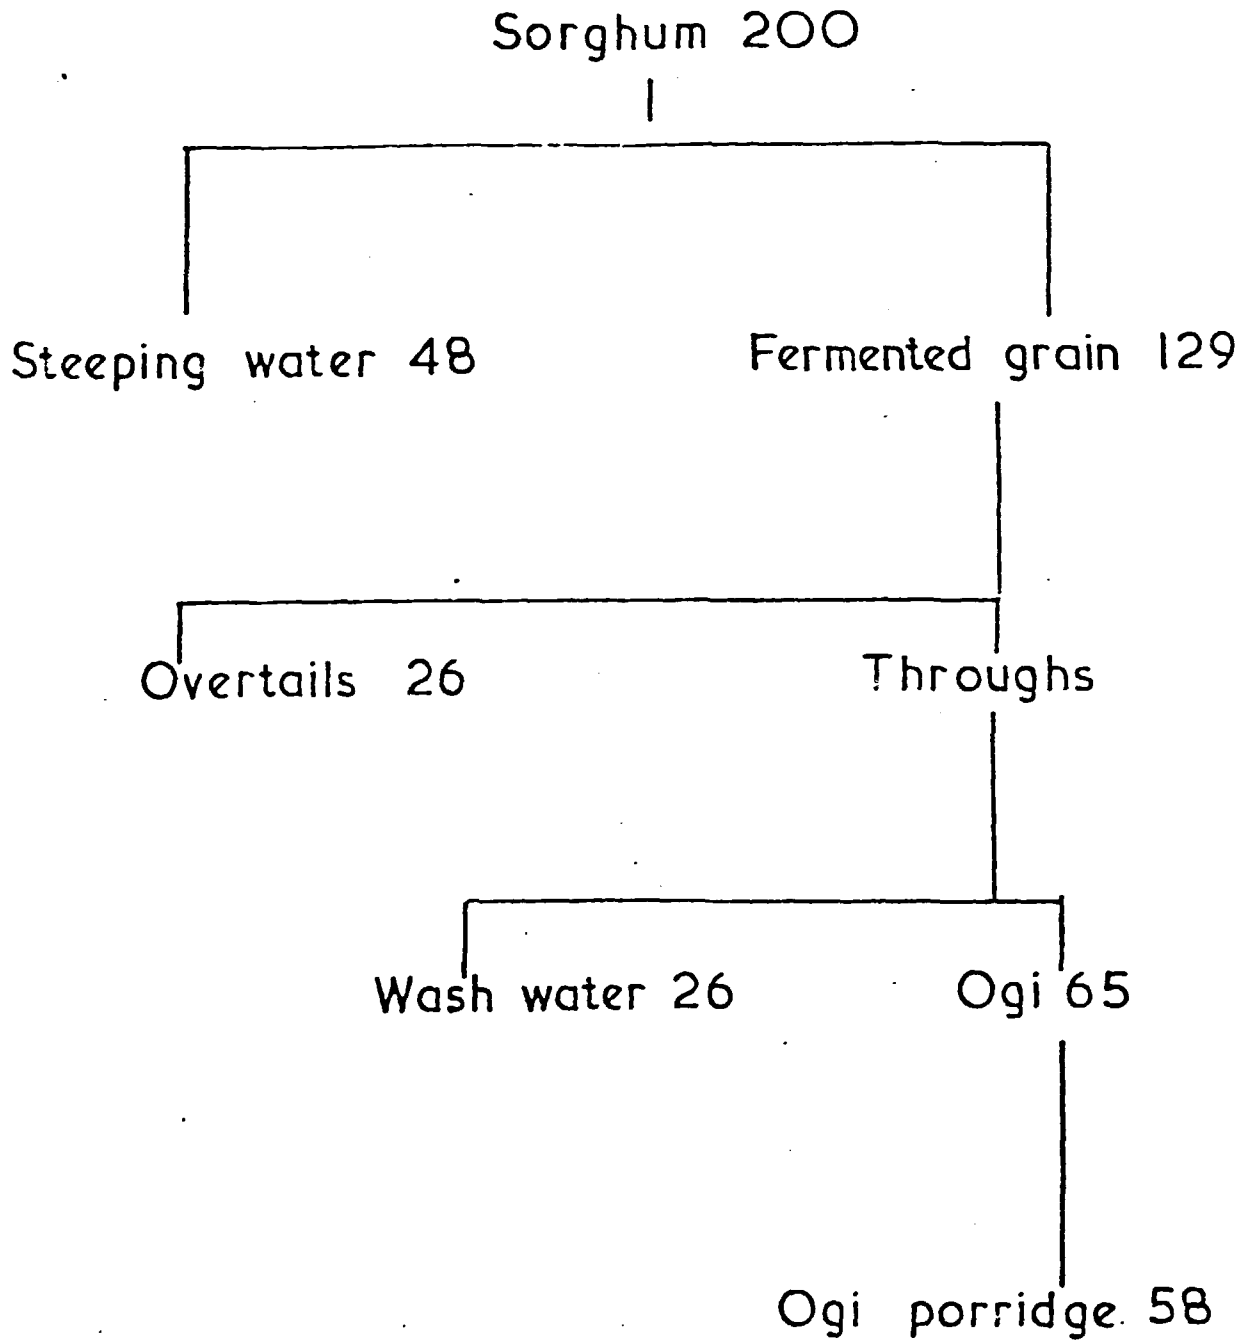 Sorghum 200
Steeping water 48
Fermented grain 129
Overtails 26
Throughs
Wash water 26
Ogi 65
Ogi porridge. 58